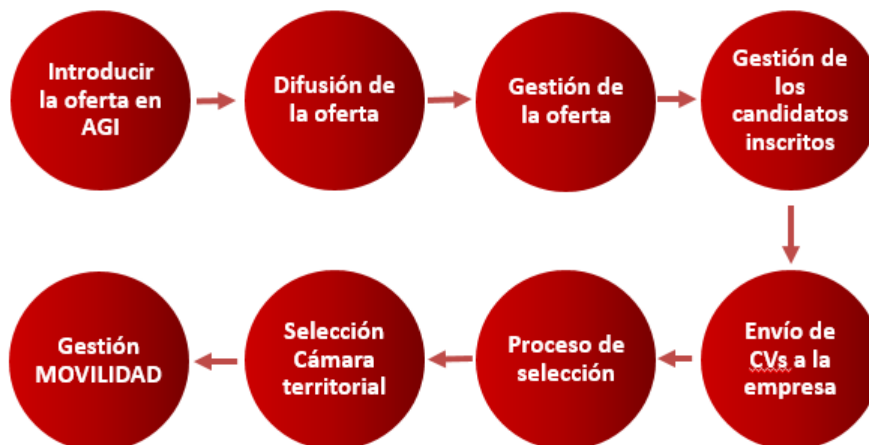 Introducir
la oferta en
AGI
Difusión de
la oferta
Gestión de
la oferta
Gestión de
los
candidatos
inscritos
Envío de
CVs a la
empresa
Proceso de
selección
Selección
Cámara
territorial
Gestión
MOVILIDAD